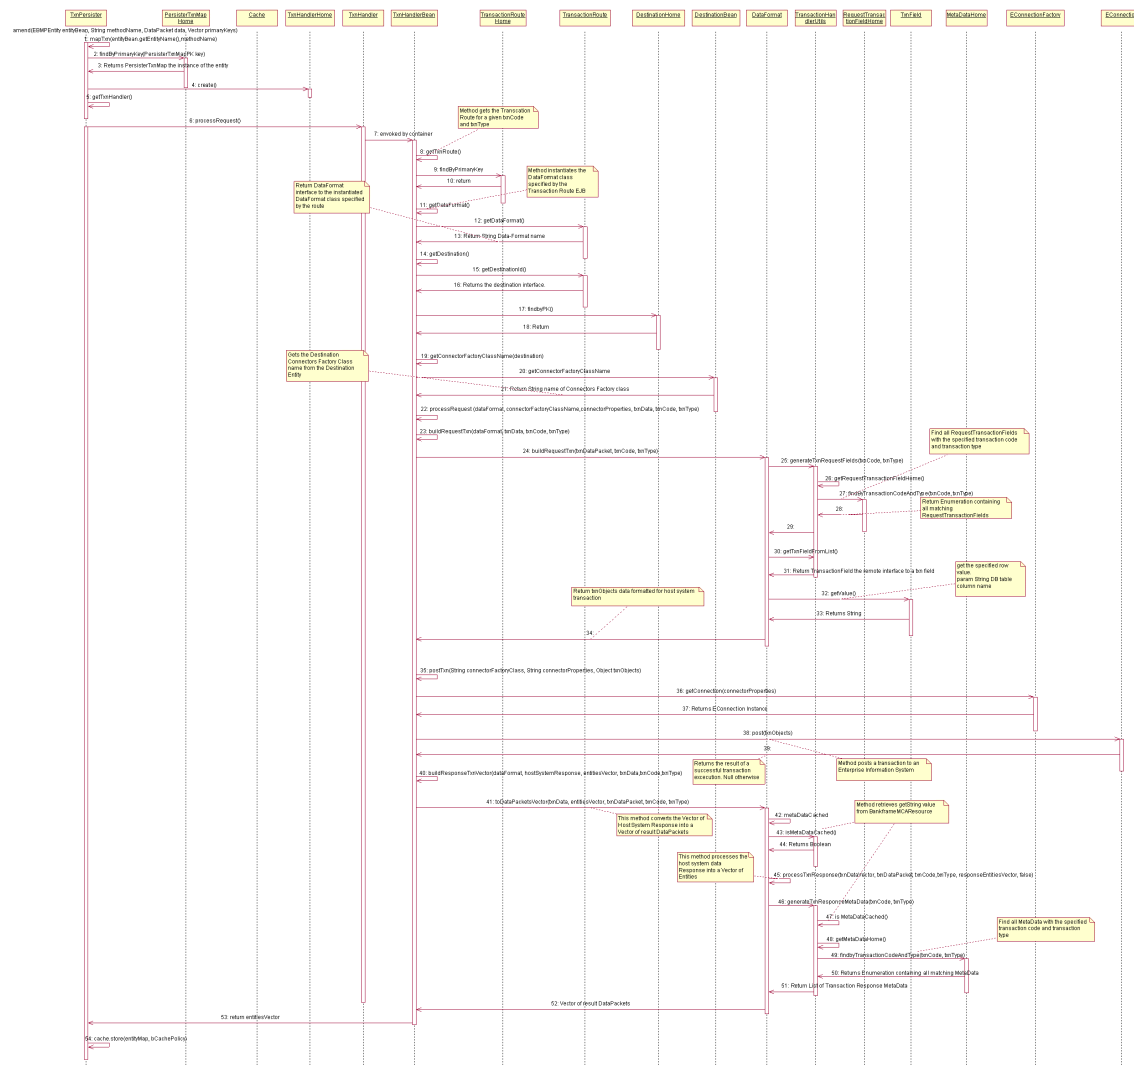 TxnPersister
PersisterTxnMap
Home
Cache
TxnHandlerHome
TxnHandler
TxnHandlerBean
TransactionRoute
Home
TransactionRoute
DestinationHome
DestinationBean
DataFormat
TransactionHan
dlerUtils
RequestTransac
tionFieldHome
TxnField
MetaDataHome
EConnectionFactory
EConnectio
amend(EBMPEntity entityBean, String methodName, DataPacket data, Vector primaryKeys)
1: mapTxn(entityBean.getEntityName(),methodName)
2: findByPrimaryKey(PersisterTxnMapPK key)
3: Returns PersisterTxnMap the instance of the entity
4: create()
5: getTxnHandler()
6: processRequest()
Method gets the Transcation
Route for a given txnCode
and txnType
7: envoked by container
8: getTxnRoute()
9: findByPrimaryKey
10: return
Method instantiates the
DataFormat class
specified by the
Transaction Route EJB
Return DataFormat
interface to the instantiated
DataFormat class specified
by the route
11: getDataFormat()
12: getDataFormat()
13: Return String Data-Format name
14: getDestination()
15: getDestinationId()
16: Returns the destination interface.
17: findbyPK()
18: Return
Gets the Destination
Connectors Factory Class
name from the Destination
Entity
19: getConnectorFactoryClassName(destination)
20: getConnectorFactoryClassName
21: Return String name of Connectors Factory class
22: processRequest (dataFormat, connectorFactoryClassName,connectorProperties, txnData, txnCode, txnType)
23: buildRequestTxn(dataFormat, txnData, txnCode, txnType)
24: buildRequestTxn(txnDataPacket, txnCode, txnType)
Find all RequestTransactionFields
with the specified transaction code
and transaction type
25: generateTxnRequestFields(txnCode, txnType)
26: getRequestTransactionFieldHome()
27: findByTransactionCodeAndType(txnCode, txnType)
28:
Return Enumeration containing
all matching
RequestTransactionFields
29:
30: getTxnFieldFromList()
31: Return TransactionField the remote interface to a txn field
get the specified row
value.
param String DB table
column name
32: getValue()
Return txnObjects data formatted for host system
transaction
33: Returns String
34:
35: postTxn(String connectorFactoryClass, String connectorProperties, Object txnObjects)
36: getConnection(connectorProperties)
37: Returns EConnection Instance
38: post(txnObjects)
39:
Returns the result of a
successful transaction
excecution. Null otherwise
Method posts a transaction to an
Enterprise Information System
40: buildResponseTxnVector(dataFormat, hostSystemResponse, entitiesVector, txnData,txnCode,txnType)
41: toDataPacketsVector(txnData, entitiesVector, txnDataPacket, txnCode, txnType)
Method retrieves getString value
from BankframeMCAResource
42: metaDataCached
This method converts the Vector of
HostSystem Response into a
Vector of result DataPackets
43: isMetaDataCached()
44: Returns Boolean
This method processes the
host system data
Response into a Vector of
Entities
45: processTxnResponse(txnDataVector, txnDataPacket, txnCode,txnType, responseEntitiesVector, false)
46: generateTxnResponseMetaData(txnCode, txnType)
47: is MetaDataCached()
Find all MetaData with the specified
transaction code and transaction
type
48: getMetaDataHome()
49: findbyTransactionCodeAndType(txnCode, txnType)
50: Returns Enumeration containing all matching MetaData
51: Return List of Transaction Response MetaData
52: Vector of result DataPackets
53: return entitiesVector
54: cache.store(entityMap, bCachePolicy)